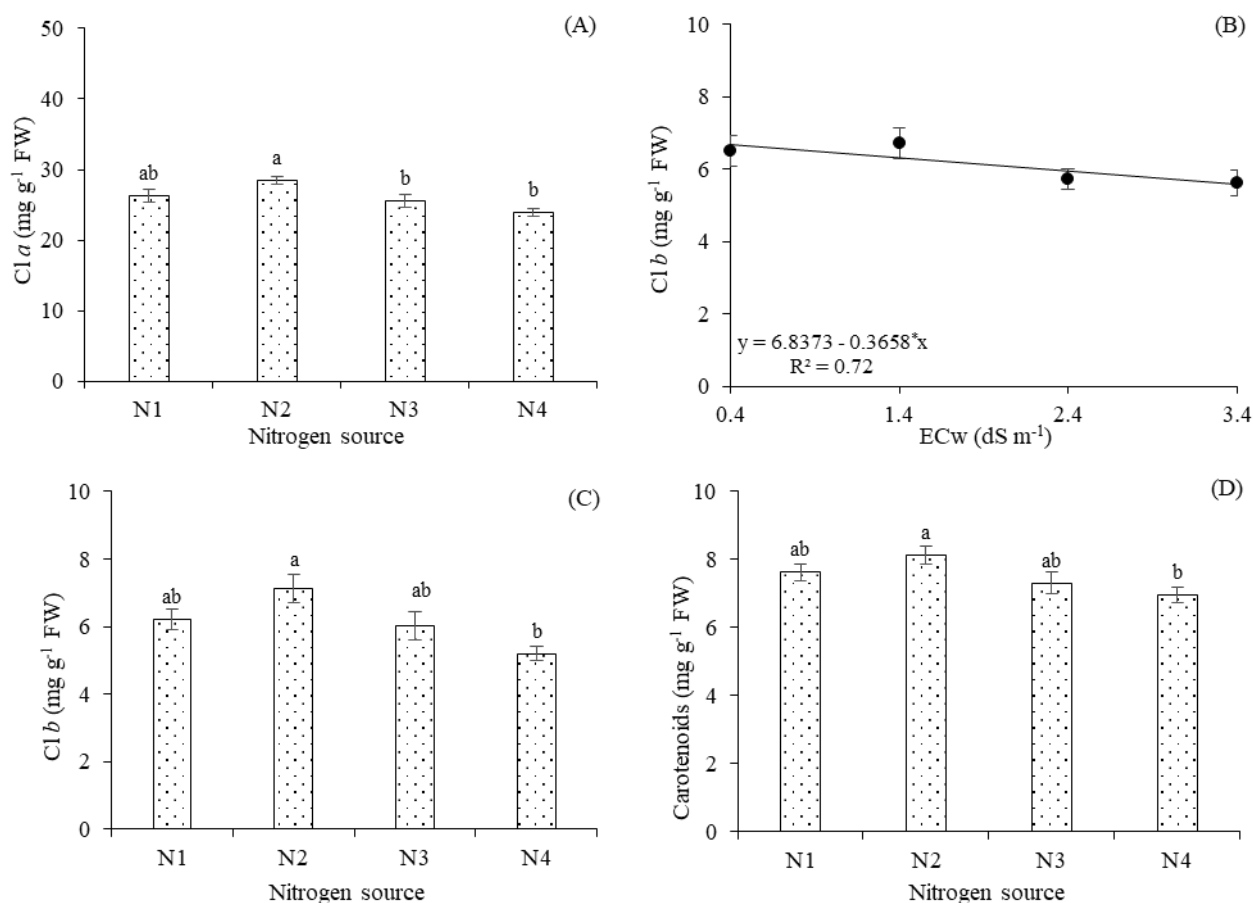 (A)
Cl a (mg g⁻¹ FW)
50
40
30
20
10
0
ab
a
b
b
N1 N2 N3 N4
Nitrogen source
(B)
Cl b (mg g⁻¹ FW)
10
8
6
4
2
0
y = 6.8373 - 0.3658*x
R² = 0.72
0.4 1.4 2.4 3.4
ECw (dS m⁻¹)
(C)
Cl b (mg g⁻¹ FW)
10
8
6
4
2
0
ab
a
ab
b
N1 N2 N3 N4
Nitrogen source
(D)
Carotenoids (mg g⁻¹ FW)
10
8
6
4
2
0
ab
a
ab
b
N1 N2 N3 N4
Nitrogen source